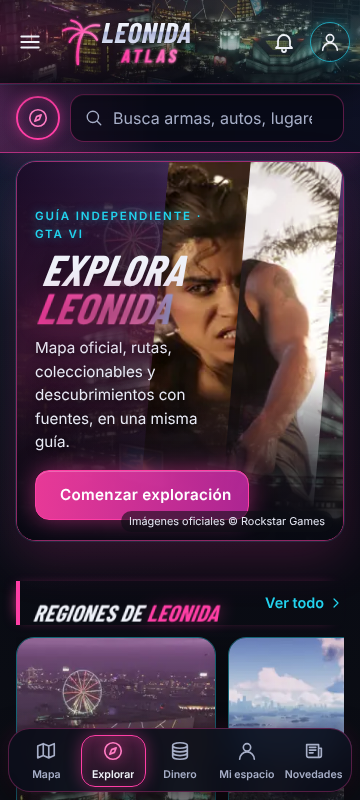 LEONIDA
ATLAS
Busca armas, autos, lugare
GUÍA INDEPENDIENTE ·
GTA VI
EXPLORA
LEONIDA
Mapa oficial, rutas,
coleccionables y
descubrimientos con
fuentes, en una misma
guía.
Comenzar exploración
Imágenes oficiales © Rockstar Games
REGIONES DE LEONIDA
Ver todo
Mapa
Explorar
Dinero
Mi espacio
Novedades